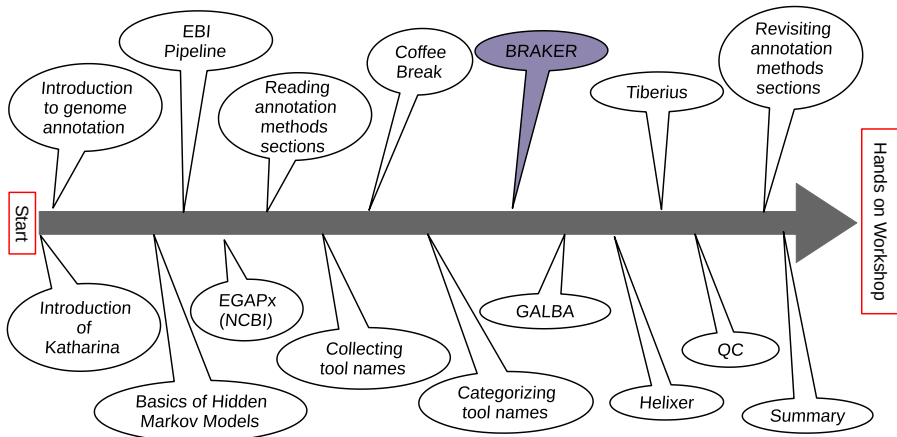 Start
Introduction
to genome
annotation
EBI
Pipeline
Reading
annotation
methods
sections
Coffee
Break
BRAKER
Tiberius
Revisiting
annotation
methods
sections
Introduction
of
Katharina
Basics of Hidden
Markov Models
EGAPx
(NCBI)
Collecting
tool names
Categorizing
tool names
GALBA
Helixer
QC
Summary
Hands on Workshop